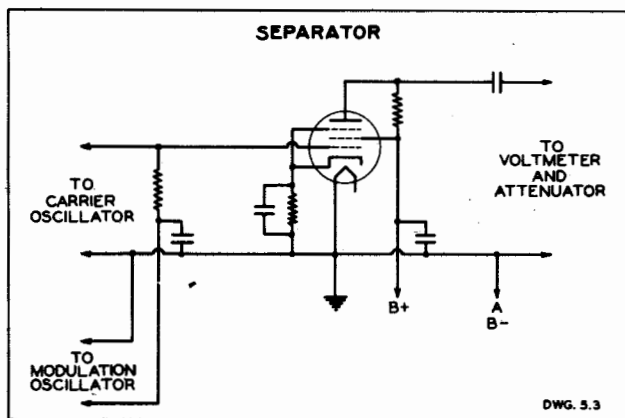 SEPARATOR
TO
CARRIER
OSCILLATOR
TO
VOLTMETER
AND
ATTENUATOR
B+
A
B-
TO
MODULATION
OSCILLATOR
DWG. 5.3